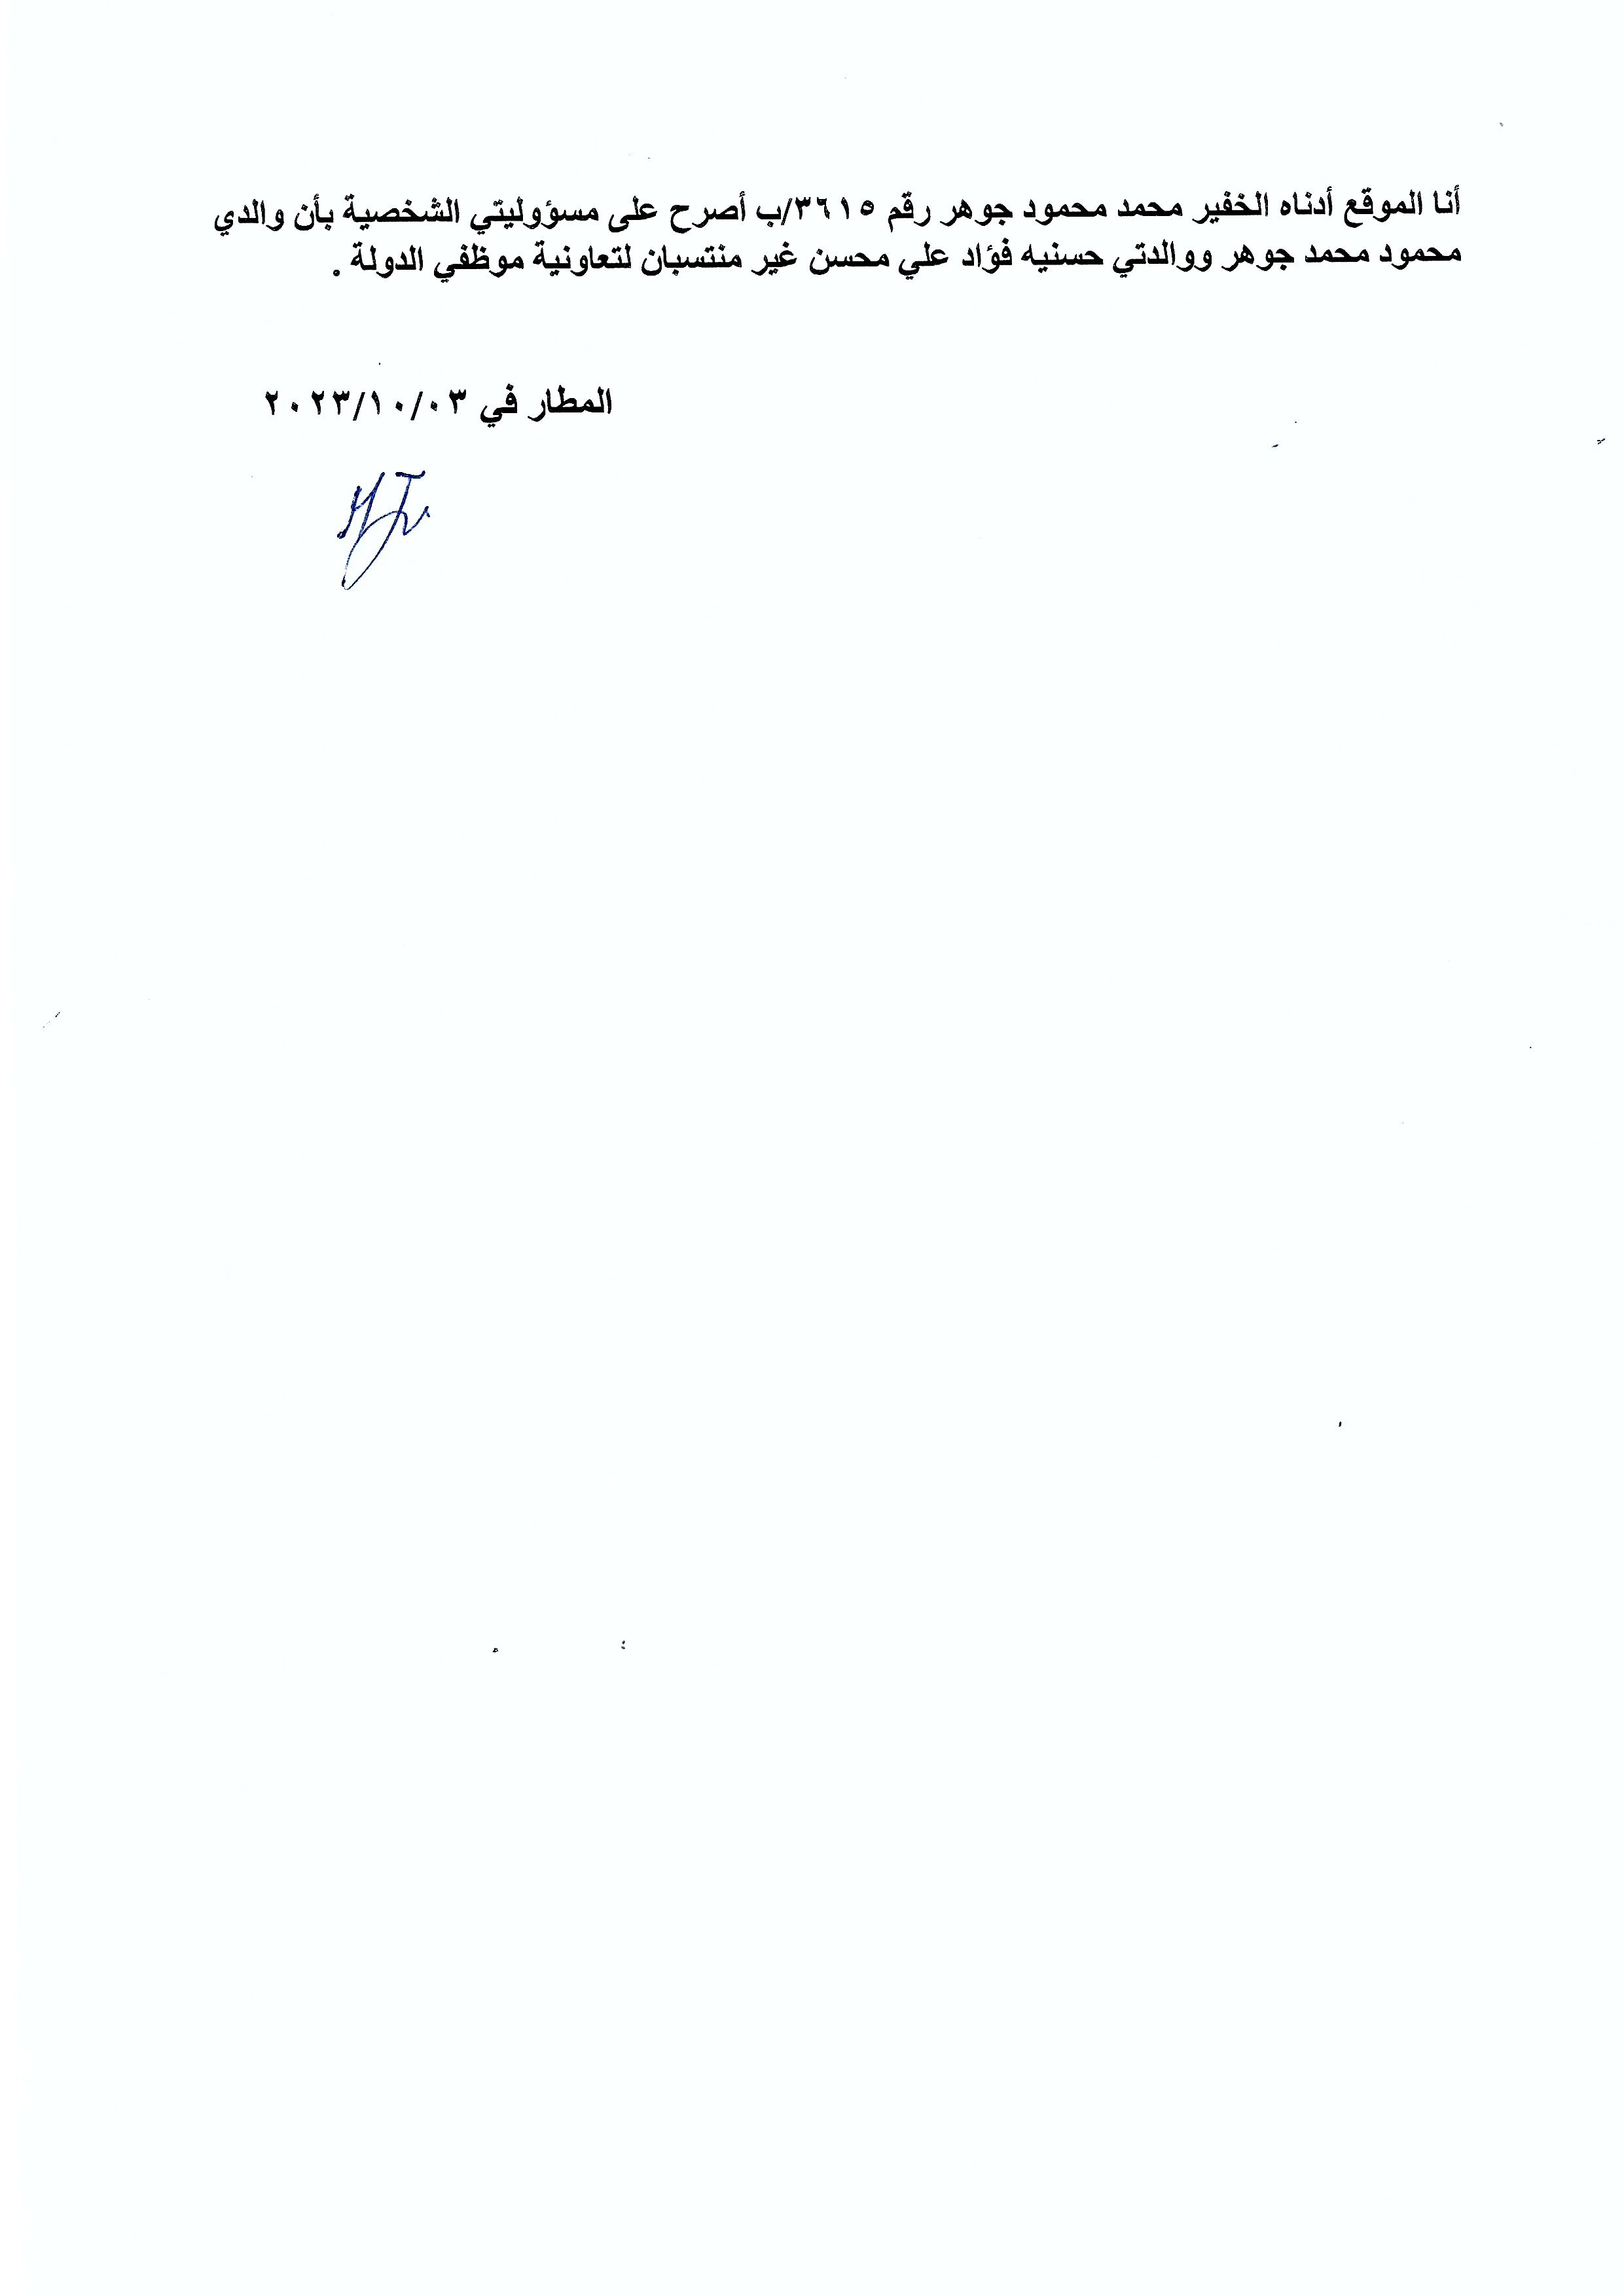 أنا الموقع أدناه الخفير محمد محمود جوهر رقم ٣٦١٥/ب أصرح على مسؤوليتي الشخصية بأن والدي
محمود محمد جوهر ووالدتي حسنيه فؤاد علي محسن غير منتسبان لتعاونية موظفي الدولة .
المطار في ٢٠٢٣/١٠/٠٣